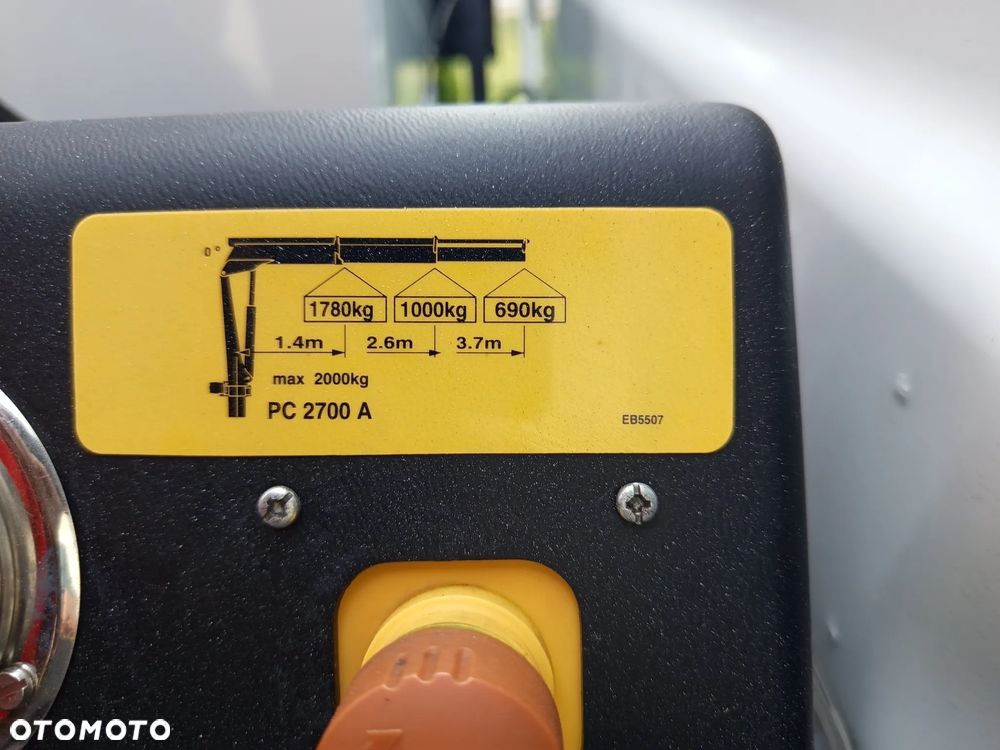 0°
1780kg 1000kg 690kg
1.4m 2.6m 3.7m
max 2000kg
PC 2700 A
EB5507
OTOMOTO